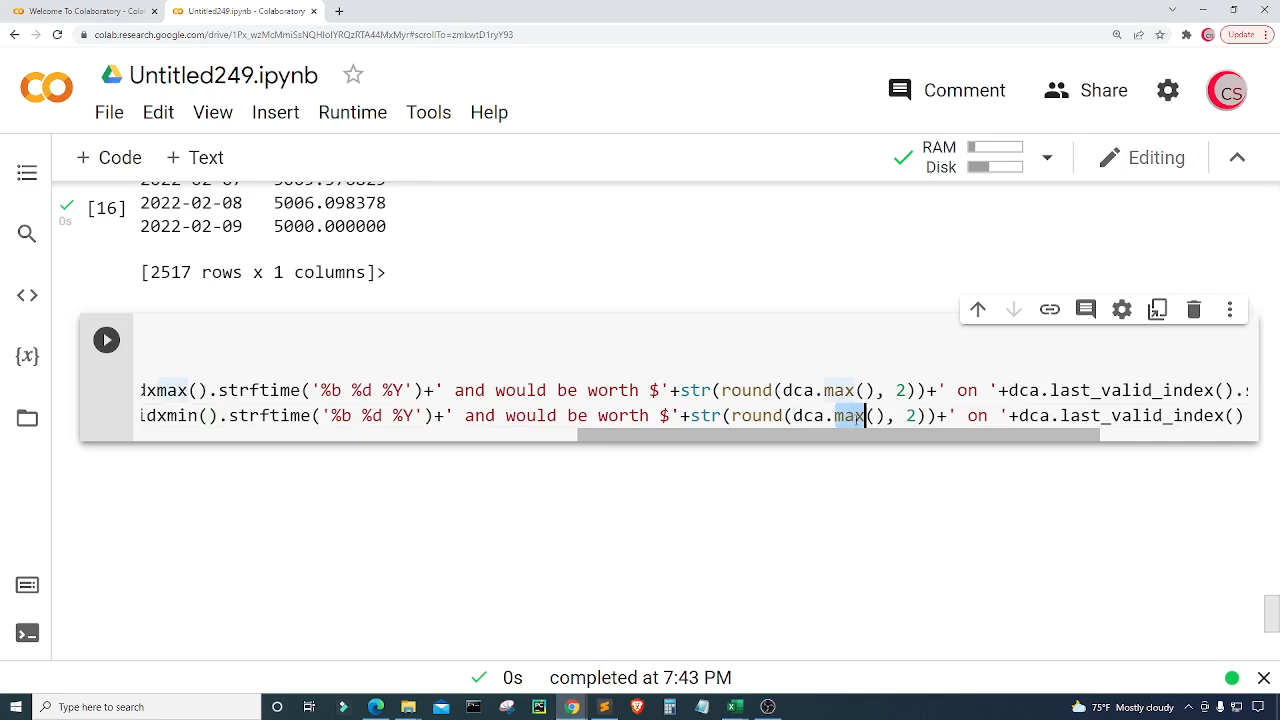 Welcome To Colaboratory - Colal
Untitled249.ipynb - Colaboratory
colab.research.google.com/drive/1Px_wzMcMmiSsNQHIoIYRQzRTA44MxMyr#scrollTo=zmkwtD1ryY93
Update
Untitled249.ipynb
File Edit View Insert Runtime Tools Help
Comment
Share
CS
+ Code + Text
RAM
Disk
Editing
[16]
0s
2022-02-08 5006.098378
2022-02-09 5000.000000
[2517 rows x 1 columns]>
dxmax().strftime('%b %d %Y')+' and would be worth $'+str(round(dca.max(), 2))+' on '+dca.last_valid_index().s
idxmin().strftime('%b %d %Y')+' and would be worth $'+str(round(dca.max(), 2))+' on '+dca.last_valid_index()
{x}
0s completed at 7:43 PM
Type here to search
75°F Mostly cloudy